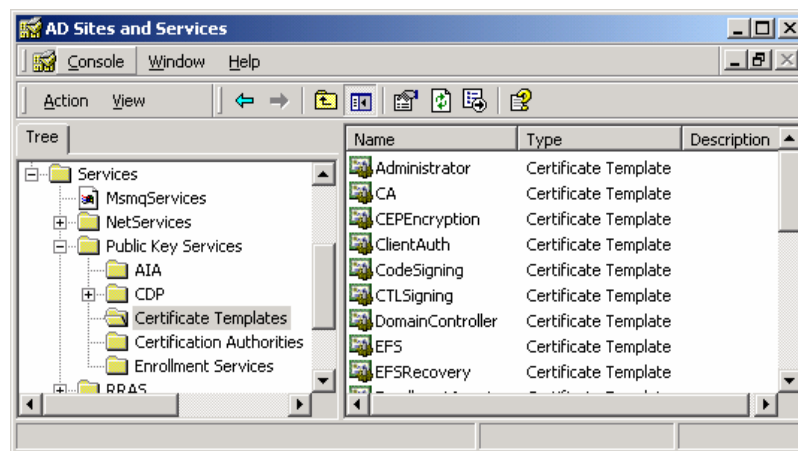 AD Sites and Services
Console Window Help
Action View
Tree
Services
MsmqServices
NetServices
Public Key Services
AIA
CDP
Certificate Templates
Certification Authorities
Enrollment Services
RRAS
Name Type Description
Administrator Certificate Template
CA Certificate Template
CEPEncryption Certificate Template
ClientAuth Certificate Template
CodeSigning Certificate Template
CTLSigning Certificate Template
DomainController Certificate Template
EFS Certificate Template
EFSRecovery Certificate Template